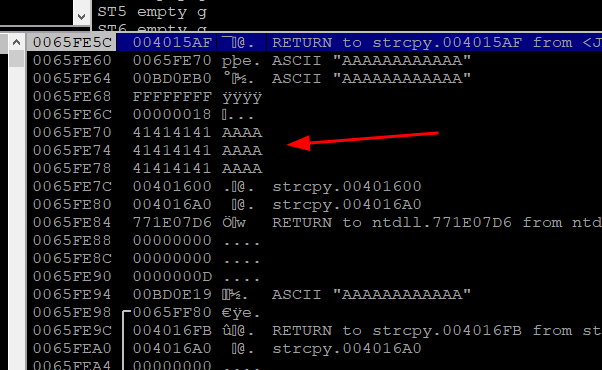 ST5 empty g
ST6 empty g
0065FE5C 004015AF ¯@. RETURN to strcpy.004015AF from <J
0065FE60 0065FE70 pþe. ASCII "AAAAAAAAAAAA"
0065FE64 00BD0EB0 °½. ASCII "AAAAAAAAAAAA"
0065FE68 FFFFFFFF ÿÿÿÿ
0065FE6C 00000018 ...
0065FE70 41414141 AAAA
0065FE74 41414141 AAAA
0065FE78 41414141 AAAA
0065FE7C 00401600 .@. strcpy.00401600
0065FE80 004016A0 @. strcpy.004016A0
0065FE84 771E07D6 Öw RETURN to ntdll.771E07D6 from ntd
0065FE88 00000000 ....
0065FE8C 00000000 ....
0065FE90 0000000D ....
0065FE94 00BD0E19 ½. ASCII "AAAAAAAAAAAA"
0065FE98 0065FF80 €ÿe.
0065FE9C 004016FB û@. RETURN to strcpy.004016FB from st
0065FEA0 004016A0 @. strcpy.004016A0
0065FEA4 00000000 ....